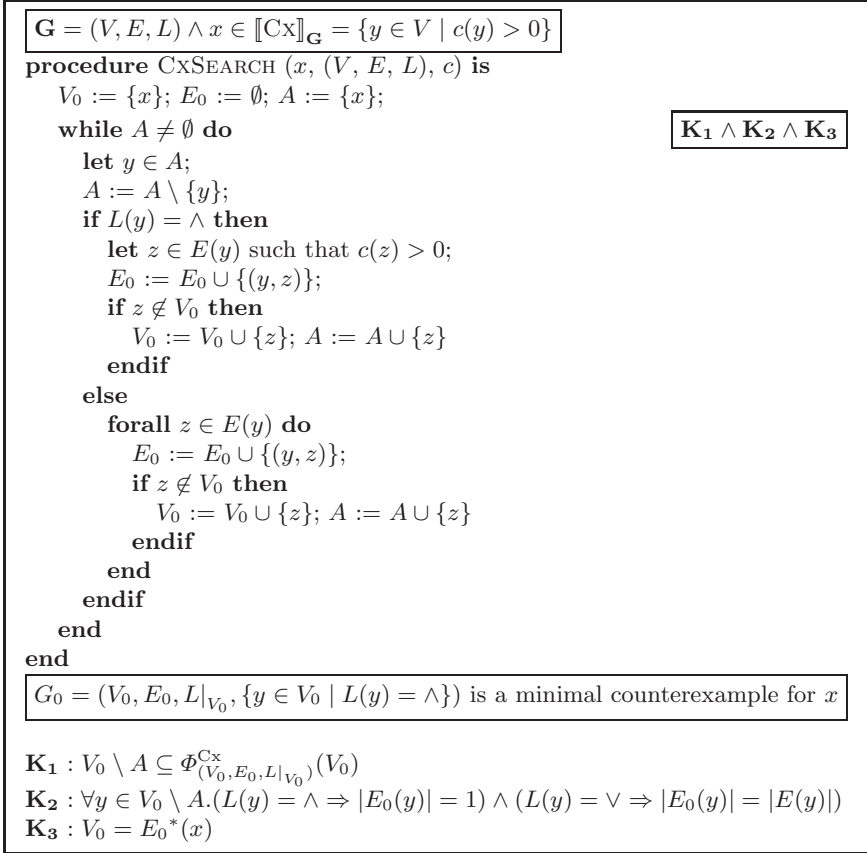 G = (V, E, L) ∧ x ∈ ⟦Cx⟧_G = {y ∈ V | c(y) > 0}
procedure CxSearch (x, (V, E, L), c) is
V₀ := {x}; E₀ := ∅; A := {x};
while A ≠ ∅ do K₁ ∧ K₂ ∧ K₃
let y ∈ A;
A := A \ {y};
if L(y) = ∧ then
let z ∈ E(y) such that c(z) > 0;
E₀ := E₀ ∪ {(y, z)};
if z ∉ V₀ then
V₀ := V₀ ∪ {z}; A := A ∪ {z}
endif
else
forall z ∈ E(y) do
E₀ := E₀ ∪ {(y, z)};
if z ∉ V₀ then
V₀ := V₀ ∪ {z}; A := A ∪ {z}
endif
end
endif
end
end
G₀ = (V₀, E₀, L|_{V₀}, {y ∈ V₀ | L(y) = ∧}) is a minimal counterexample for x
K₁ : V₀ \ A ⊆ Φ^{Cx}_{(V₀,E₀,L|_{V₀})}(V₀)
K₂ : ∀y ∈ V₀ \ A.(L(y) = ∧ ⇒ |E₀(y)| = 1) ∧ (L(y) = ∨ ⇒ |E₀(y)| = |E(y)|)
K₃ : V₀ = E₀*(x)